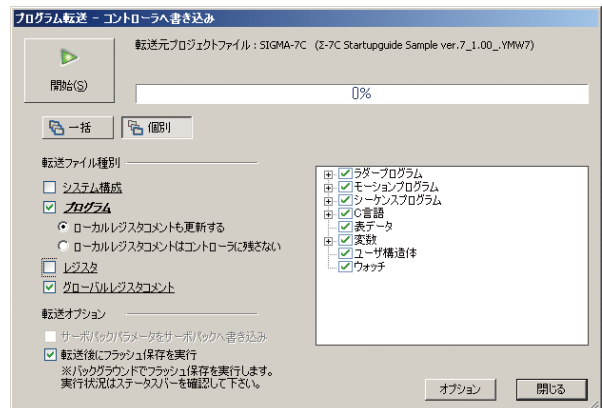 プログラム転送 - コントローラへ書き込み
開始(S)
転送元プロジェクトファイル : SIGMA-7C (Σ-7C Startupguide Sample ver.7_1.00_.YMW7)
0%
一括
個別
転送ファイル種別
システム構成
プログラム
ローカルレジスタコメントも更新する
ローカルレジスタコメントはコントローラに残さない
レジスタ
グローバルレジスタコメント
ラダープログラム
モーションプログラム
シーケンスプログラム
C言語
表データ
変数
ユーザ構造体
ウォッチ
転送オプション
サーボパックパラメータをサーボパックへ書き込み
転送後にフラッシュ保存を実行
※バックグラウンドでフラッシュ保存を実行します。
実行状況はステータスバーを確認して下さい。
オプション
閉じる